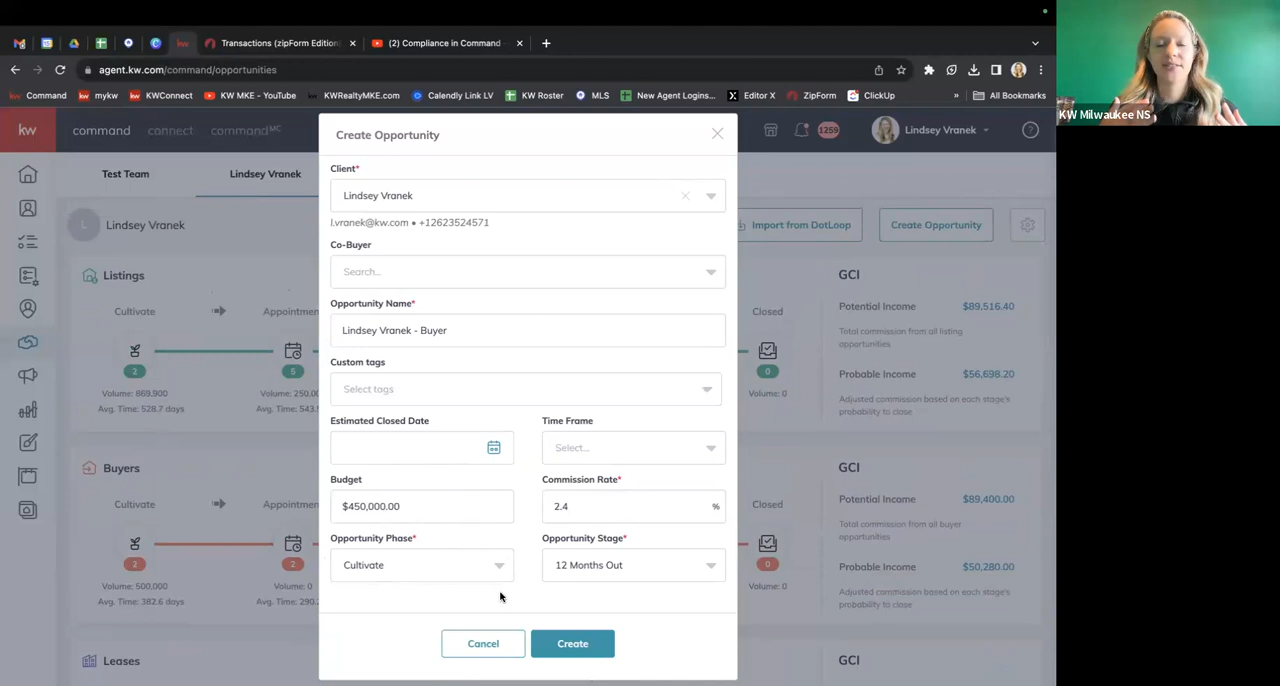 Transactions (zipForm Edition)
(2) Compliance in Command
agent.kw.com/command/opportunities
Command
mykw
KWConnect
KW MKE - YouTube
KWRealtyMKE.com
Calendly Link LV
KW Roster
MLS
New Agent Logins...
Editor X
ZipForm
ClickUp
»
All Bookmarks
KW Milwaukee NS
kw
command
connect
commandMC
1259
Lindsey Vranek
Test Team
Lindsey Vranek
L
Lindsey Vranek
Import from DotLoop
Create Opportunity
Create Opportunity
Client*
Lindsey Vranek
l.vranek@kw.com • +12623524571
Co-Buyer
Search...
Opportunity Name*
Lindsey Vranek - Buyer
Custom tags
Select tags
Estimated Closed Date
Time Frame
Select...
Budget
Commission Rate*
$450,000.00
2.4
%
Opportunity Phase*
Opportunity Stage*
Cultivate
12 Months Out
Cancel
Create
Listings
Cultivate
2
Volume: 869,900
Avg. Time: 528.7 days
5
Closed
0
Volume: 0
GCI
Potential Income
$89,516.40
Total commission from all listing
opportunities
Probable Income
$56,698.20
Adjusted commission based on each stage's
probability to close
Buyers
Cultivate
2
Volume: 500,000
Avg. Time: 382.6 days
2
Volume: 0
Closed
0
Volume: 0
GCI
Potential Income
$89,400.00
Total commission from all buyer
opportunities
Probable Income
$50,280.00
Adjusted commission based on each stage's
probability to close
Leases
GCI